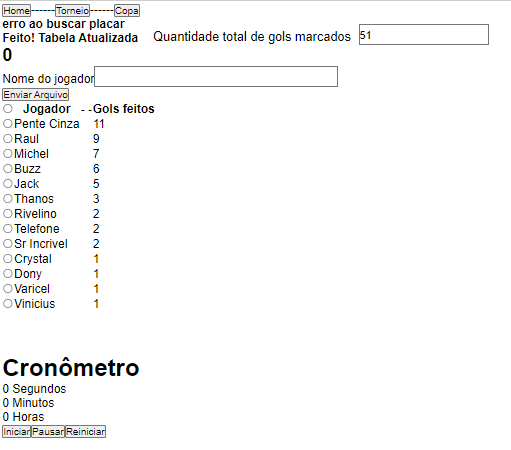 Home------Torneio------Copa
erro ao buscar placar
Feito! Tabela Atualizada Quantidade total de gols marcados 51
0
Nome do jogador
Enviar Arquivo
Jogador - -Gols feitos
Pente Cinza 11
Raul 9
Michel 7
Buzz 6
Jack 5
Thanos 3
Rivelino 2
Telefone 2
Sr Incrivel 2
Crystal 1
Dony 1
Varicel 1
Vinicius 1
Cronômetro
0 Segundos
0 Minutos
0 Horas
IniciarPausarReiniciar